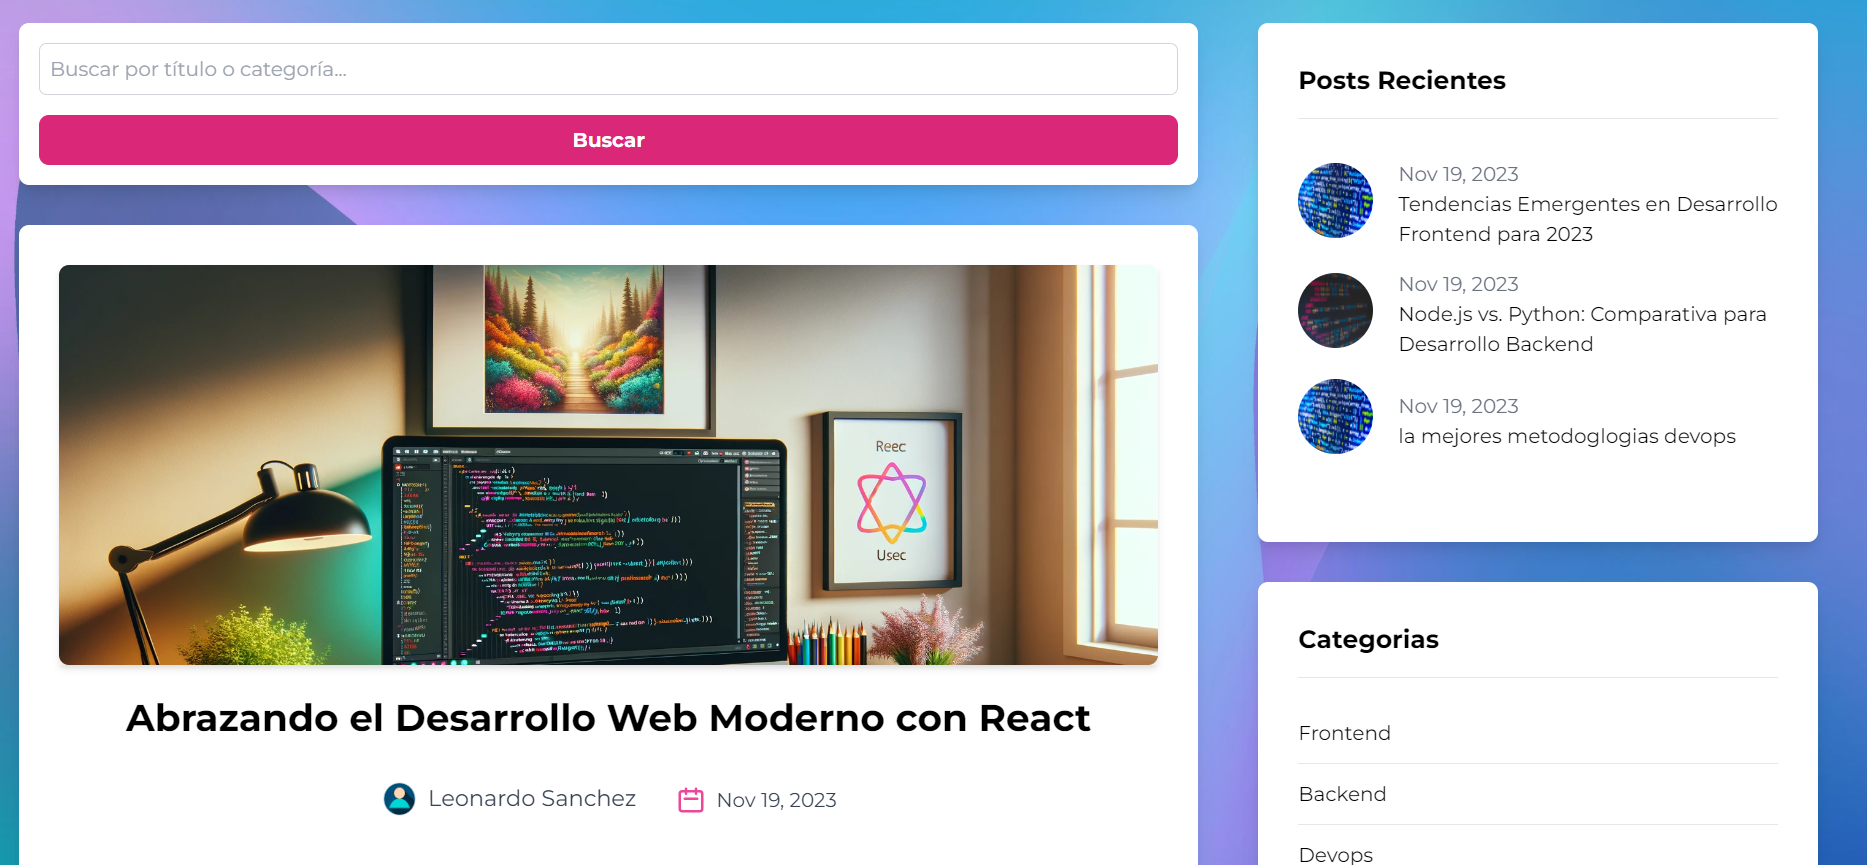 Buscar por título o categoría...
Buscar
Reec
Usec
Abrazando el Desarrollo Web Moderno con React
Leonardo Sanchez
Nov 19, 2023
Posts Recientes
Nov 19, 2023
Tendencias Emergentes en Desarrollo
Frontend para 2023
Nov 19, 2023
Node.js vs. Python: Comparativa para
Desarrollo Backend
Nov 19, 2023
la mejores metodoglogias devops
Categorias
Frontend
Backend
Devops